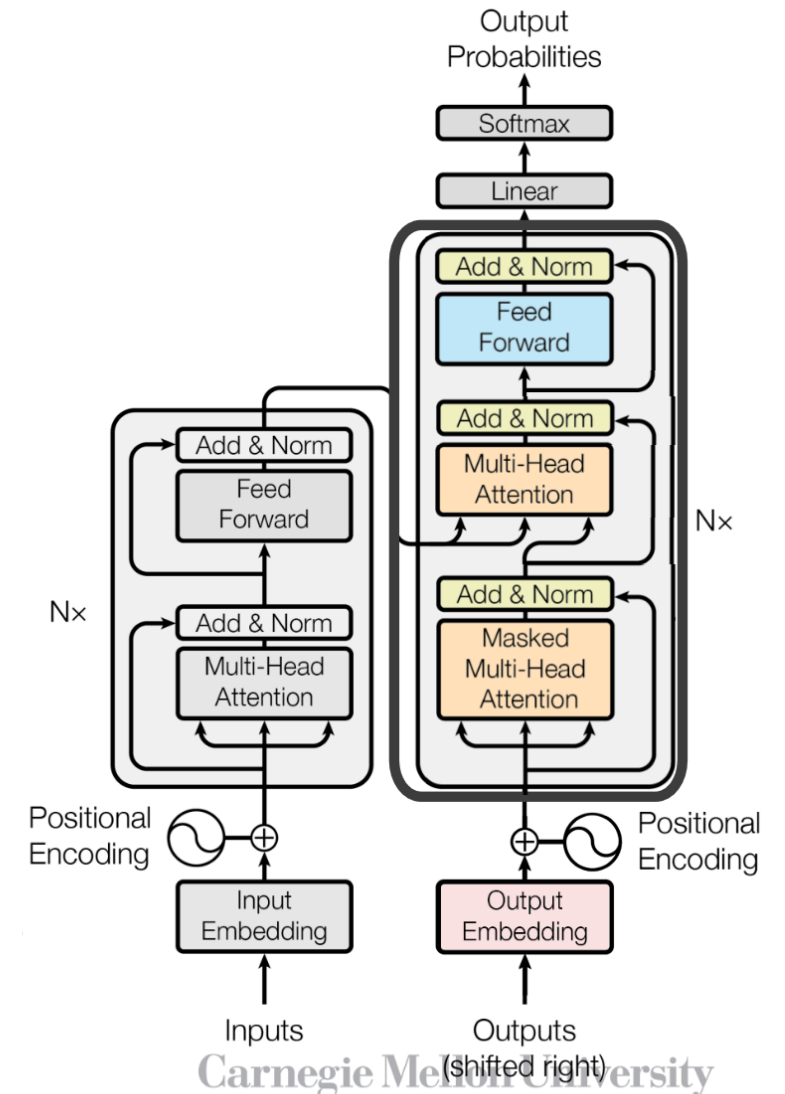 Output
Probabilities
Softmax
Linear
Add & Norm
Feed
Forward
Add & Norm
Multi-Head
Attention
Nx
Add & Norm
Masked
Multi-Head
Attention
Add & Norm
Feed
Forward
Nx
Add & Norm
Multi-Head
Attention
Positional
Encoding
Positional
Encoding
Input
Embedding
Output
Embedding
Inputs
Outputs
(shifted right)
Carnegie Mellon University